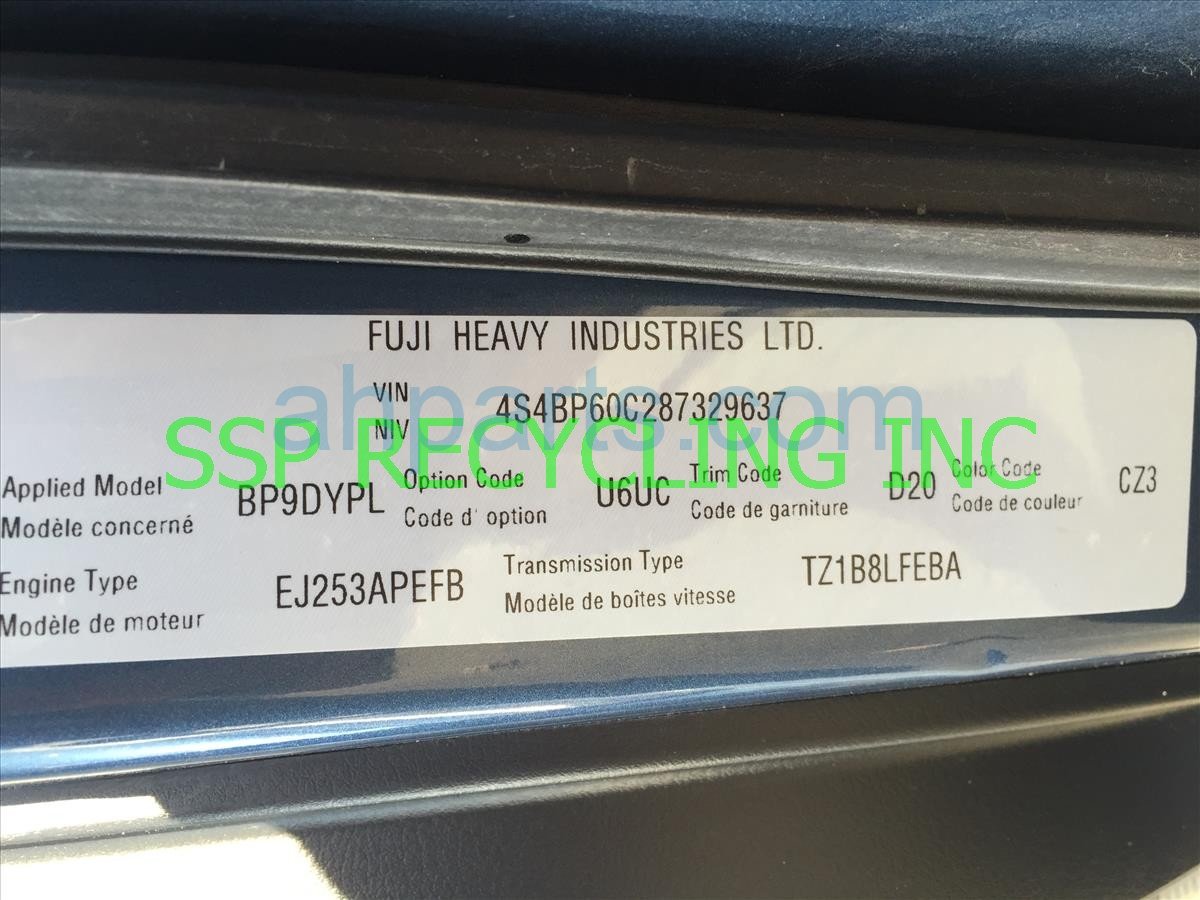 FUJI HEAVY INDUSTRIES LTD.
VIN
NIV
4S4BP60C287329637
ahparts.com
SSP RECYCLING INC
Applied Model
Modèle concerné
BP9DYPL
Option Code
Code d' option
U6UC
Trim Code
Code de garniture
D20
Color Code
Code de couleur
CZ3
Engine Type
Modèle de moteur
EJ253APEFB
Transmission Type
Modèle de boîtes vitesse
TZ1B8LFEBA